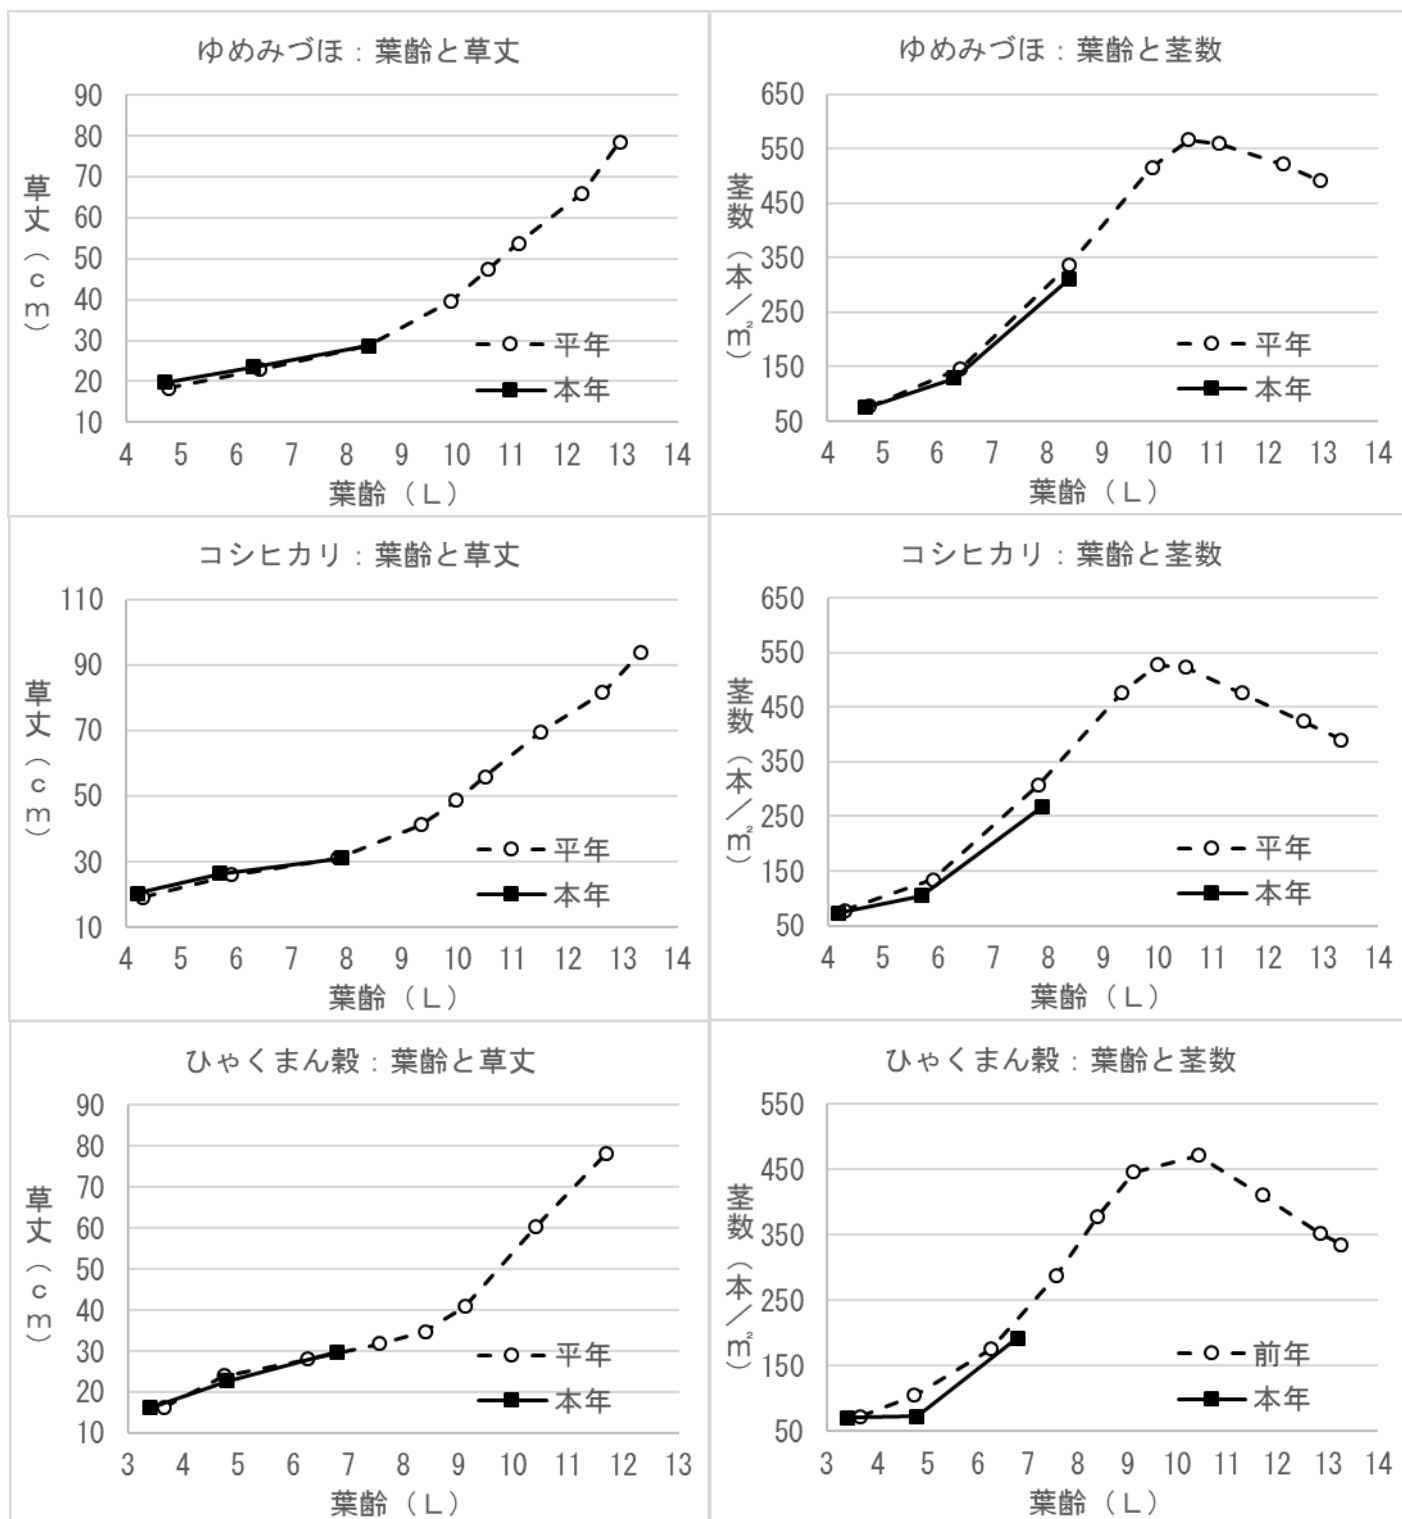 ゆめみづほ：葉齢と草丈
90
80
70
60
50
40
30
20
10
草丈（ｃｍ）
平年
本年
4 5 6 7 8 9 10 11 12 13 14
葉齢（Ｌ）
ゆめみづほ：葉齢と茎数
650
550
450
350
250
150
50
茎数（本／㎡）
平年
本年
4 5 6 7 8 9 10 11 12 13 14
葉齢（Ｌ）
コシヒカリ：葉齢と草丈
110
90
70
50
30
10
草丈（ｃｍ）
平年
本年
4 5 6 7 8 9 10 11 12 13 14
葉齢（Ｌ）
コシヒカリ：葉齢と茎数
650
550
450
350
250
150
50
茎数（本／㎡）
平年
本年
4 5 6 7 8 9 10 11 12 13 14
葉齢（Ｌ）
ひゃくまん穀：葉齢と草丈
90
80
70
60
50
40
30
20
10
草丈（ｃｍ）
平年
本年
3 4 5 6 7 8 9 10 11 12 13
葉齢（Ｌ）
ひゃくまん穀：葉齢と茎数
550
450
350
250
150
50
茎数（本／㎡）
前年
本年
3 4 5 6 7 8 9 10 11 12 13 14
葉齢（Ｌ）